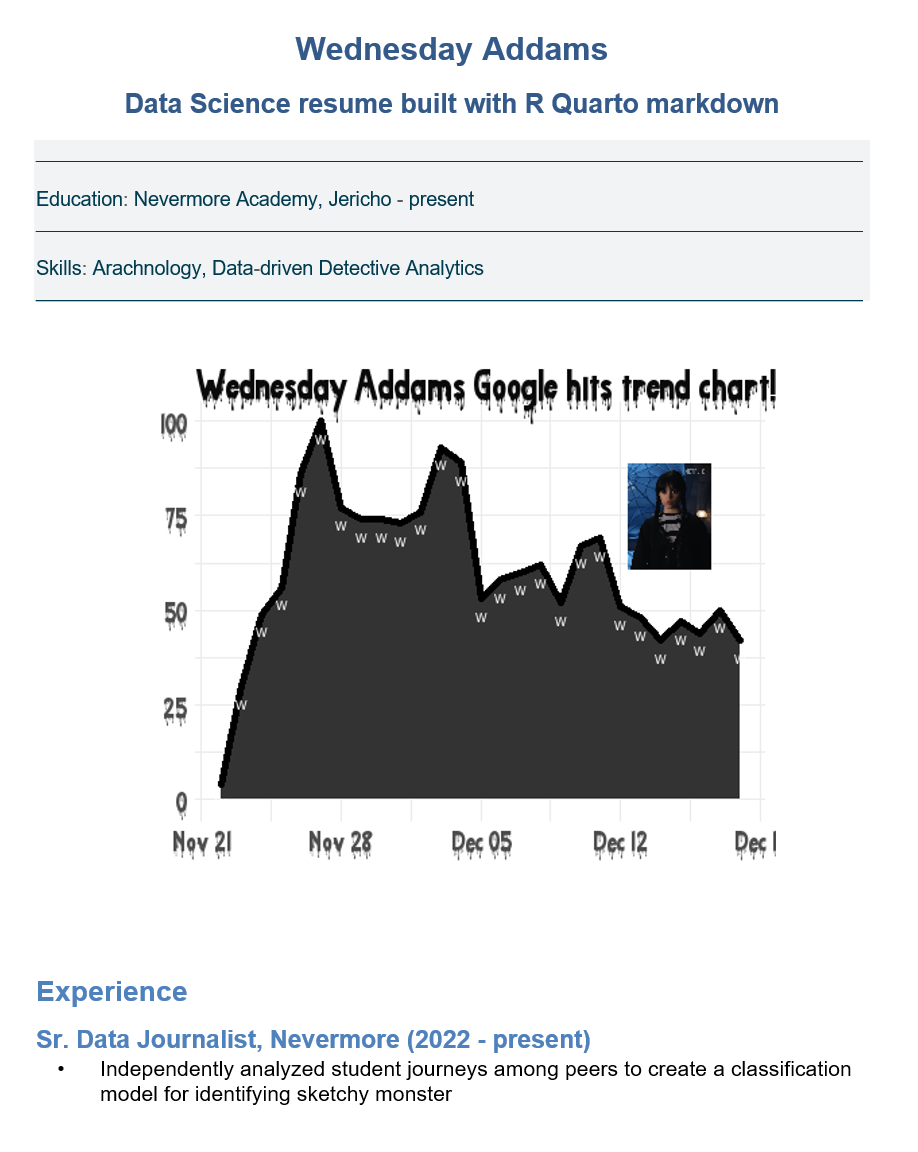 Wednesday Addams
Data Science resume built with R Quarto markdown
Education: Nevermore Academy, Jericho - present
Skills: Arachnology, Data-driven Detective Analytics
Wednesday Addams Google hits trend chart!
100
75
50
25
0
W W W W W W W W W W W W W W W W W W W W W W W W W W
Nov 21 Nov 28 Dec 05 Dec 12 Dec 1
Experience
Sr. Data Journalist, Nevermore (2022 - present)
• Independently analyzed student journeys among peers to create a classification
model for identifying sketchy monster